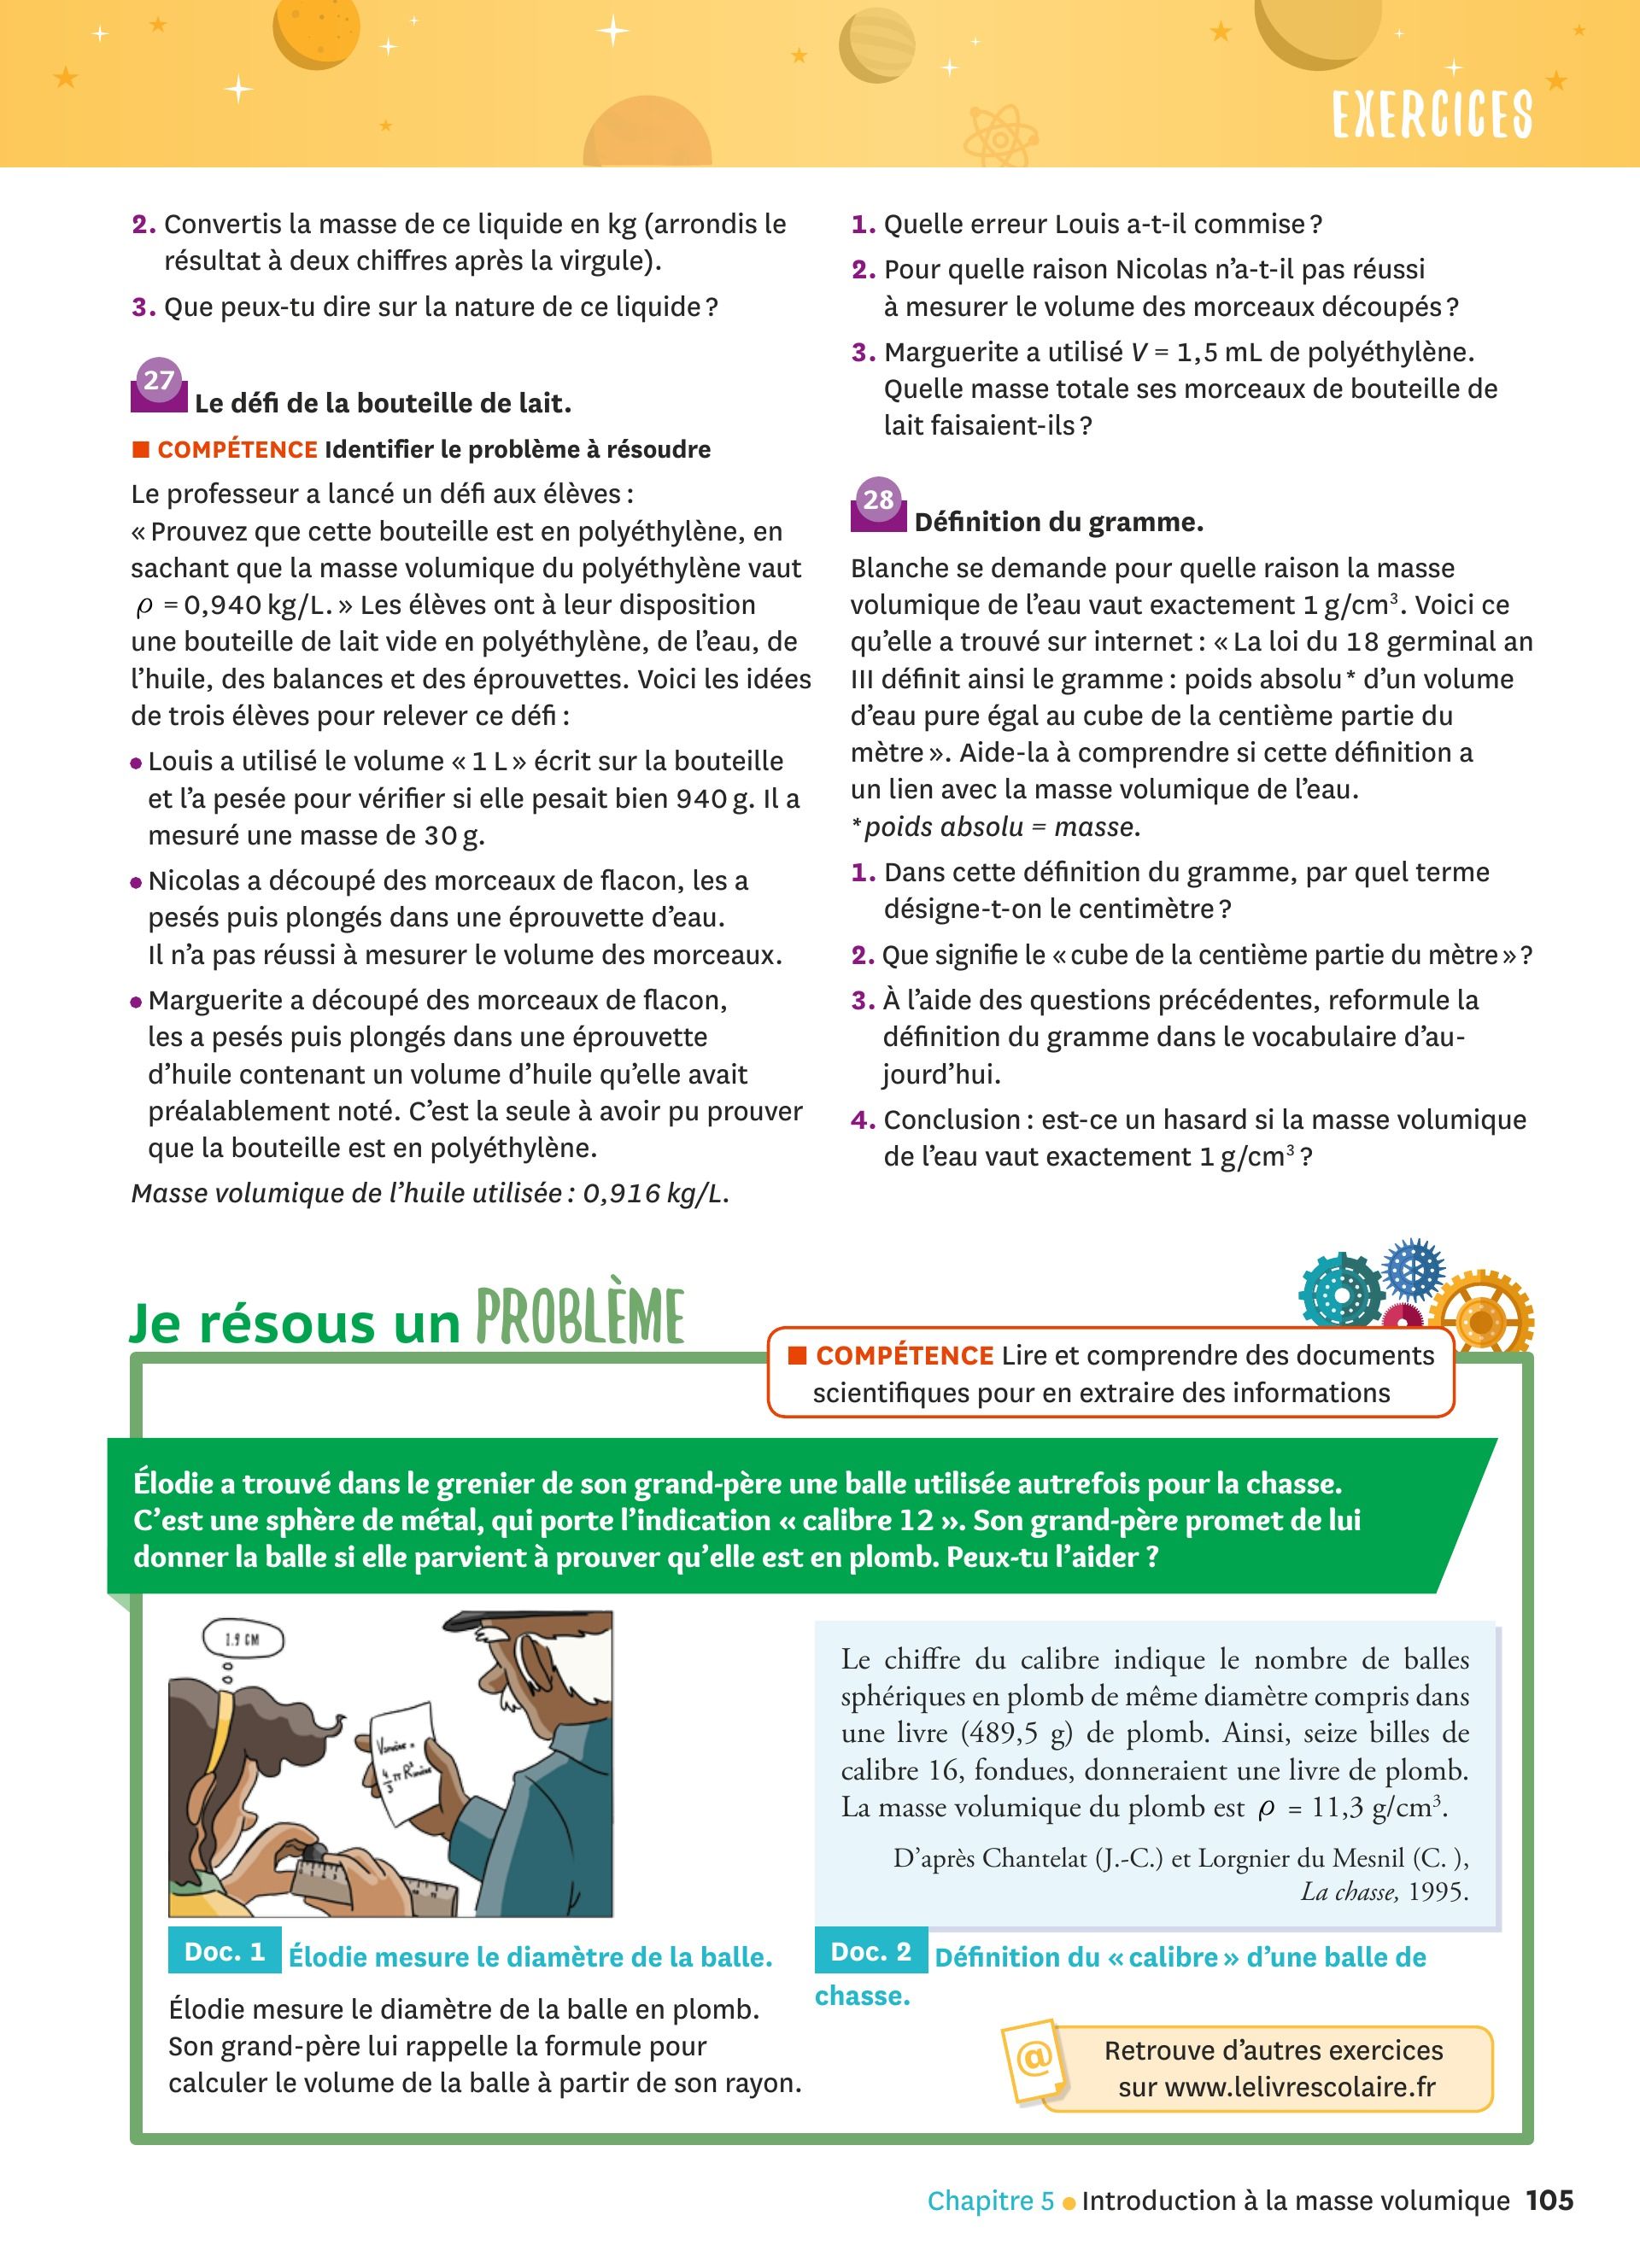 EXERCICES
2. Convertis la masse de ce liquide en kg (arrondis le
résultat à deux chiffres après la virgule).
3. Que peux-tu dire sur la nature de ce liquide ?
27 Le défi de la bouteille de lait.
COMPÉTENCE Identifier le problème à résoudre
Le professeur a lancé un défi aux élèves :
« Prouvez que cette bouteille est en polyéthylène, en
sachant que la masse volumique du polyéthylène vaut
ρ = 0,940 kg/L. » Les élèves ont à leur disposition
une bouteille de lait vide en polyéthylène, de l’eau, de
l’huile, des balances et des éprouvettes. Voici les idées
de trois élèves pour relever ce défi :
• Louis a utilisé le volume « 1 L » écrit sur la bouteille
et l’a pesée pour vérifier si elle pesait bien 940 g. Il a
mesuré une masse de 30 g.
• Nicolas a découpé des morceaux de flacon, les a
pesés puis plongés dans une éprouvette d’eau.
Il n’a pas réussi à mesurer le volume des morceaux.
• Marguerite a découpé des morceaux de flacon,
les a pesés puis plongés dans une éprouvette
d’huile contenant un volume d’huile qu’elle avait
préalablement noté. C’est la seule à avoir pu prouver
que la bouteille est en polyéthylène.
Masse volumique de l’huile utilisée : 0,916 kg/L.
1. Quelle erreur Louis a-t-il commise ?
2. Pour quelle raison Nicolas n’a-t-il pas réussi
à mesurer le volume des morceaux découpés ?
3. Marguerite a utilisé V = 1,5 mL de polyéthylène.
Quelle masse totale ses morceaux de bouteille de
lait faisaient-ils ?
28 Définition du gramme.
Blanche se demande pour quelle raison la masse
volumique de l’eau vaut exactement 1 g/cm³. Voici ce
qu’elle a trouvé sur internet : « La loi du 18 germinal an
III définit ainsi le gramme : poids absolu* d’un volume
d’eau pure égal au cube de la centième partie du
mètre ». Aide-la à comprendre si cette définition a
un lien avec la masse volumique de l’eau.
*poids absolu = masse.
1. Dans cette définition du gramme, par quel terme
désigne-t-on le centimètre ?
2. Que signifie le « cube de la centième partie du mètre » ?
3. À l’aide des questions précédentes, reformule la
définition du gramme dans le vocabulaire d’au-
jourd’hui.
4. Conclusion : est-ce un hasard si la masse volumique
de l’eau vaut exactement 1 g/cm³ ?
Je résous un PROBLÈME
COMPÉTENCE Lire et comprendre des documents
scientifiques pour en extraire des informations
Élodie a trouvé dans le grenier de son grand-père une balle utilisée autrefois pour la chasse.
C’est une sphère de métal, qui porte l’indication « calibre 12 ». Son grand-père promet de lui
donner la balle si elle parvient à prouver qu’elle est en plomb. Peux-tu l’aider ?
1.9 CM
4/3 π R³
Doc. 1 Élodie mesure le diamètre de la balle.
Élodie mesure le diamètre de la balle en plomb.
Son grand-père lui rappelle la formule pour
calculer le volume de la balle à partir de son rayon.
Le chiffre du calibre indique le nombre de balles
sphériques en plomb de même diamètre compris dans
une livre (489,5 g) de plomb. Ainsi, seize billes de
calibre 16, fondues, donneraient une livre de plomb.
La masse volumique du plomb est ρ = 11,3 g/cm³.
D’après Chantelat (J.-C.) et Lorgnier du Mesnil (C. ),
La chasse, 1995.
Doc. 2 Définition du « calibre » d’une balle de
chasse.
@
Retrouve d’autres exercices
sur www.lelivrescolaire.fr
Chapitre 5 • Introduction à la masse volumique 105